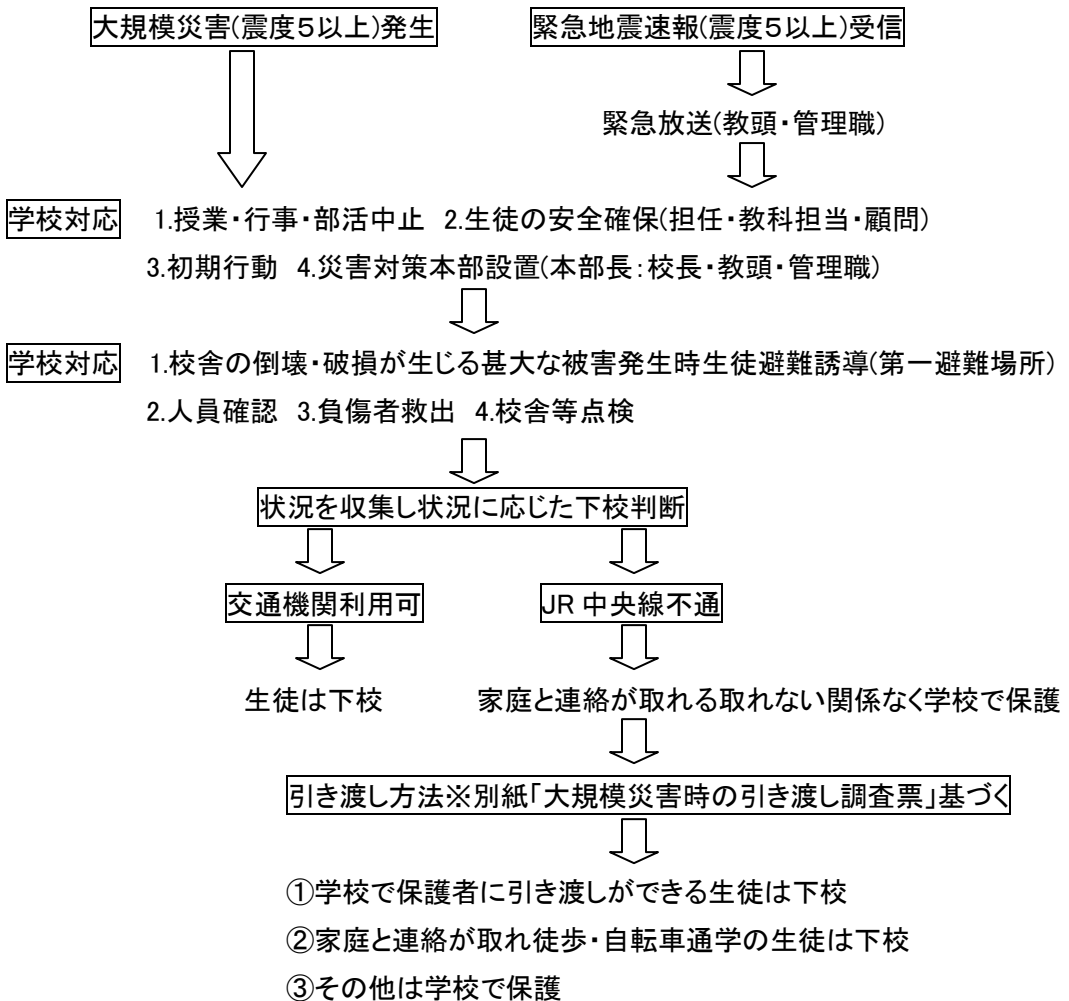 大規模災害(震度5以上)発生
緊急地震速報(震度5以上)受信
緊急放送(教頭・管理職)
学校対応 1.授業・行事・部活中止 2.生徒の安全確保(担任・教科担当・顧問)
3.初期行動 4.災害対策本部設置(本部長:校長・教頭・管理職)
学校対応 1.校舎の倒壊・破損が生じる甚大な被害発生時生徒避難誘導(第一避難場所)
2.人員確認 3.負傷者救出 4.校舎等点検
状況を収集し状況に応じた下校判断
交通機関利用可
JR中央線不通
生徒は下校
家庭と連絡が取れる取れない関係なく学校で保護
引き渡し方法※別紙「大規模災害時の引き渡し調査票」基づく
①学校で保護者に引き渡しができる生徒は下校
②家庭と連絡が取れ徒歩・自転車通学の生徒は下校
③その他は学校で保護